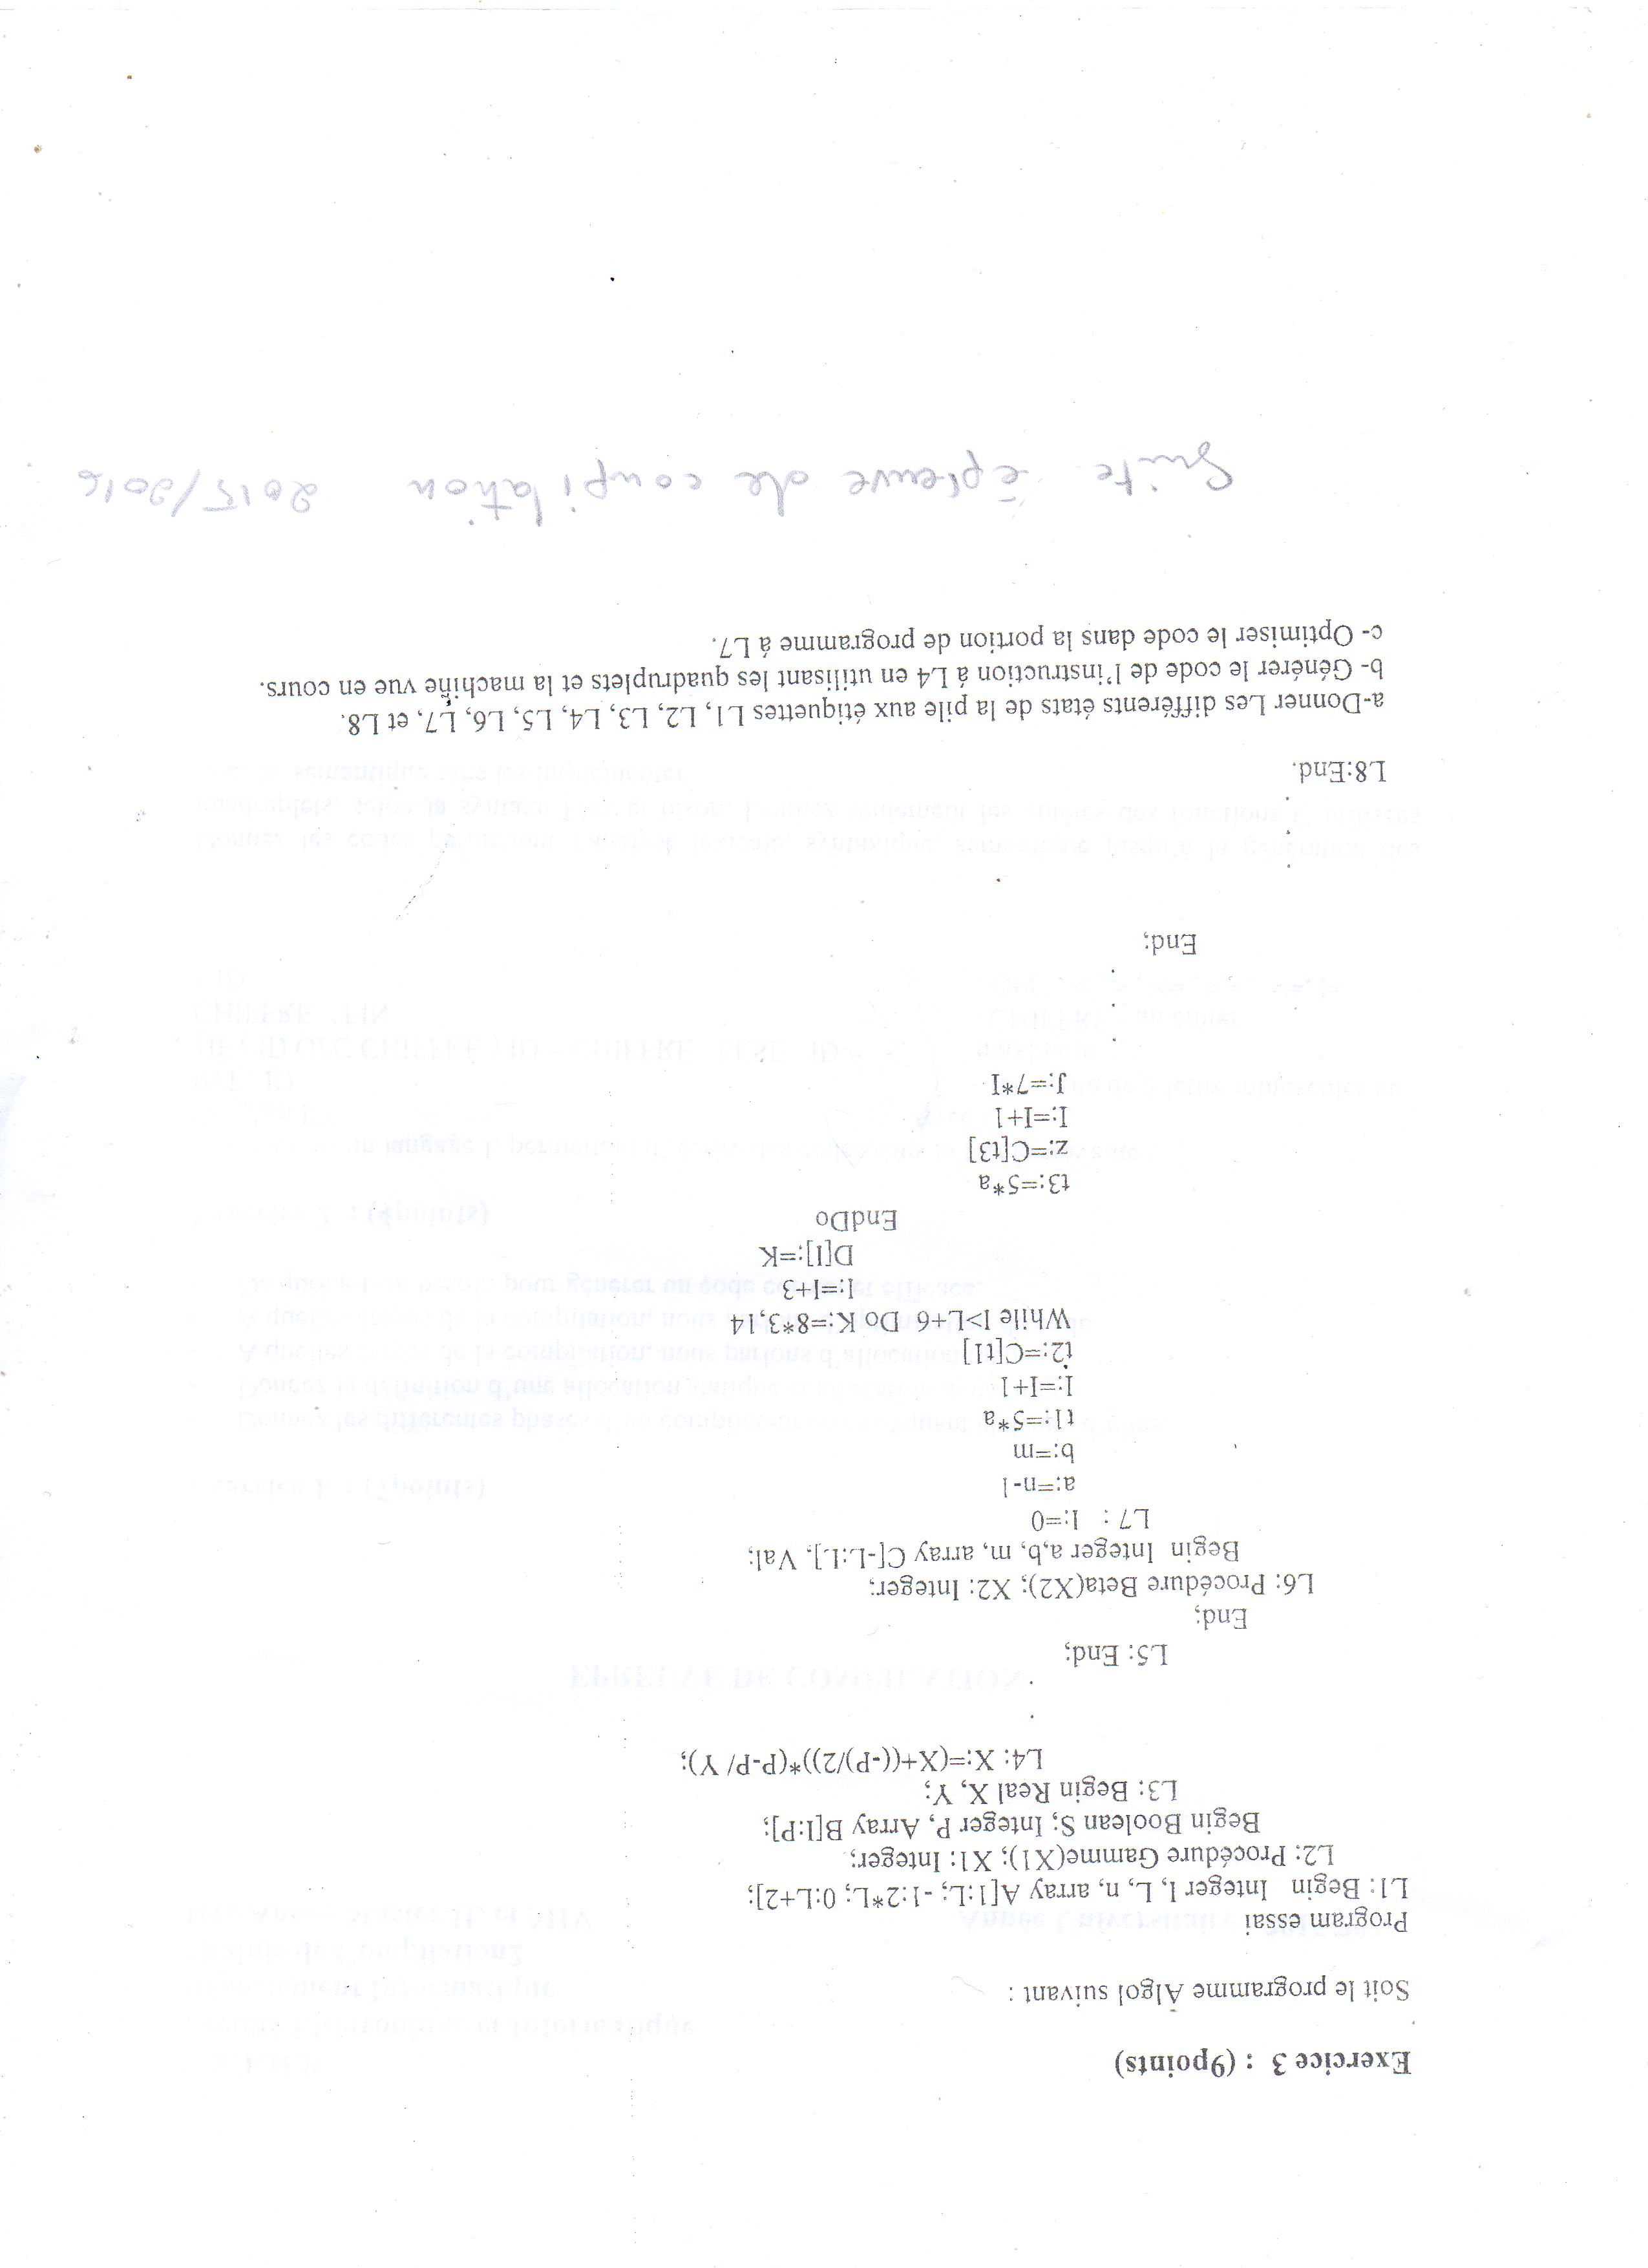 Exercice 3 : (9points)
Soit le programme Algol suivant :
Program essai
L1: Begin Integer I, L, n, array A[1:L; -1:2*L; 0:L+2];
L2: Procédure Gamme(X1); X1: Integer;
Begin Boolean S; Integer P, Array B[1:P];
L3: Begin Real X, Y;
L4: X:=(X+((-P)/2))*(P-P/ Y);
.
.
L5: End;
End;
L6: Procédure Beta(X2); X2: Integer;
Begin Integer a,b, m, array C[-L:L], Val;
L7 : I:=0
a:=n-1
b:=m
t1:=5*a
I:=I+1
t2:=C[t1]
While I>L+6 Do K:=8*3,14
I:=I+3
D[I]:=K
EndDo
t3:=5*a
z:=C[t3]
I:=I+1
J:=7*I
.
.
.
End;
.
.
.
L8:End.
a-Donner Les différents états de la pile aux étiquettes L1, L2, L3, L4, L5, L6, L7, et L8.
b- Générer le code de l'instruction á L4 en utilisant les quadruplets et la machine vue en cours.
c- Optimiser le code dans la portion de programme á L7.
Suite épreuve de coupilation 2015/2016